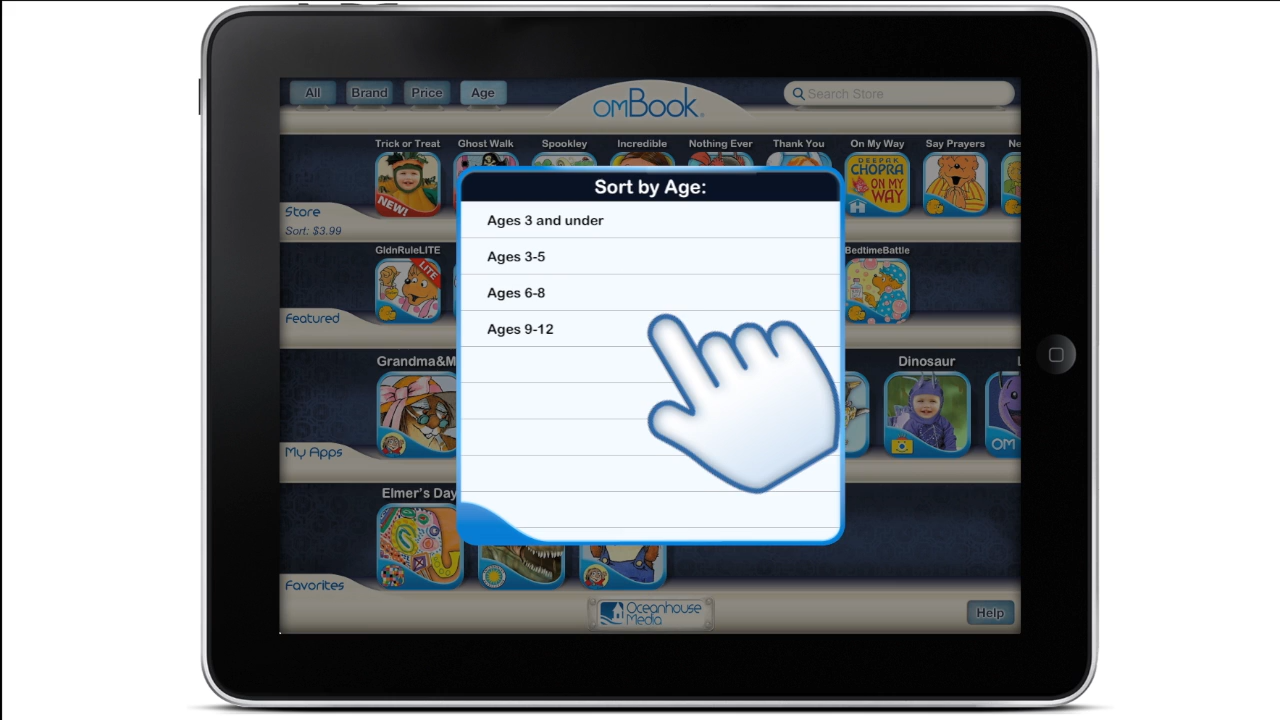 All Brand Price Age
omBook
Search Store
Trick or Treat Ghost Walk Spookley Incredible Nothing Ever Thank You On My Way Say Prayers Ne
NEW!
DEEPAK
CHOPRA
ON MY
WAY
Store
Sort: $3.99
Sort by Age:
Ages 3 and under
Ages 3-5
Ages 6-8
Ages 9-12
GldnRuleLITE BedtimeBattle
LITE
Featured
Grandma&M Dinosaur
OM
My Apps
Elmer's Day
Favorites
Oceanhouse
Media
Help